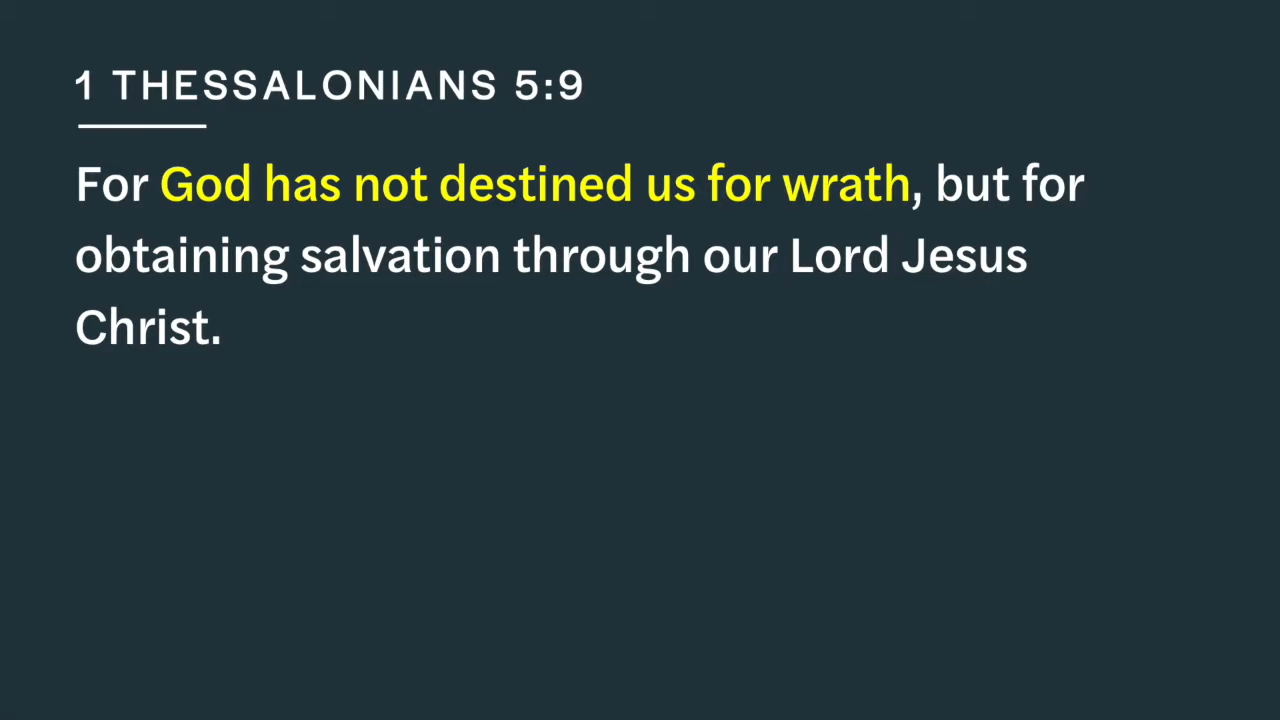 1 THESSALONIANS 5:9
For God has not destined us for wrath, but for
obtaining salvation through our Lord Jesus
Christ.